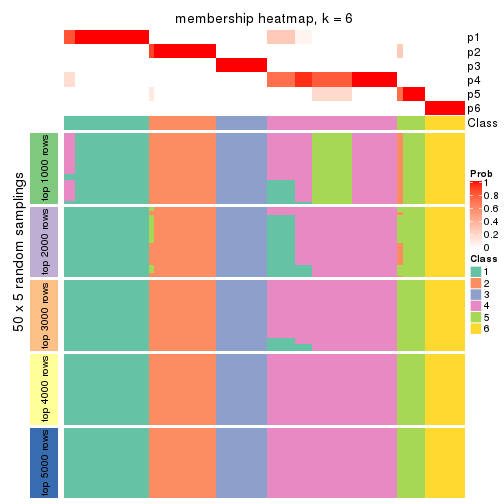 membership heatmap, k = 6
p1
p2
p3
p4
p5
p6
Class
50 x 5 random samplings
top 1000 rows
top 2000 rows
top 3000 rows
top 4000 rows
top 5000 rows
Prob
1
0.8
0.6
0.4
0.2
0
Class
1
2
3
4
5
6